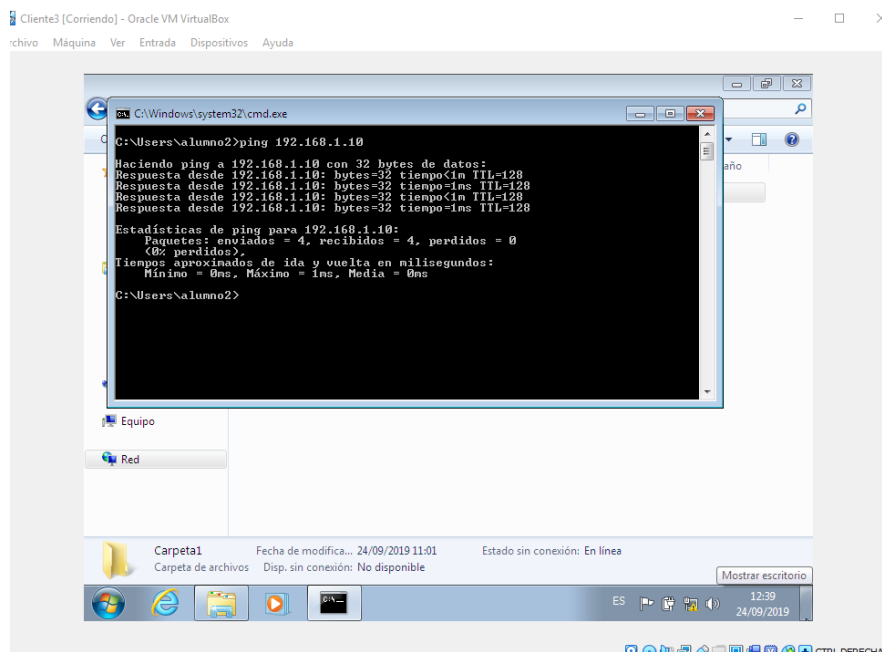 Cliente3 [Corriendo] - Oracle VM VirtualBox
Máquina Ver Entrada Dispositivos Ayuda
C:\Windows\system32\cmd.exe
C:\Users\alumno2>ping 192.168.1.10
Haciendo ping a 192.168.1.10 con 32 bytes de datos:
Respuesta desde 192.168.1.10: bytes=32 tiempo<1m TTL=128
Respuesta desde 192.168.1.10: bytes=32 tiempo=1ms TTL=128
Respuesta desde 192.168.1.10: bytes=32 tiempo<1m TTL=128
Respuesta desde 192.168.1.10: bytes=32 tiempo=1ms TTL=128
Estadísticas de ping para 192.168.1.10:
Paquetes: enviados = 4, recibidos = 4, perdidos = 0
(0% perdidos),
Tiempos aproximados de ida y vuelta en milisegundos:
Mínimo = 0ms, Máximo = 1ms, Media = 0ms
C:\Users\alumno2>
Equipo
Red
Carpeta1 Fecha de modifica... 24/09/2019 11:01 Estado sin conexión: En línea
Carpeta de archivos Disp. sin conexión: No disponible
Mostrar escritorio
ES 12:39
24/09/2019